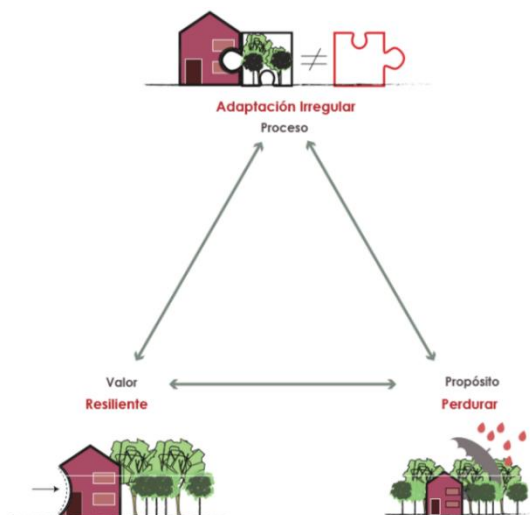 Adaptación Irregular
Proceso
Valor
Resiliente
Propósito
Perdurar